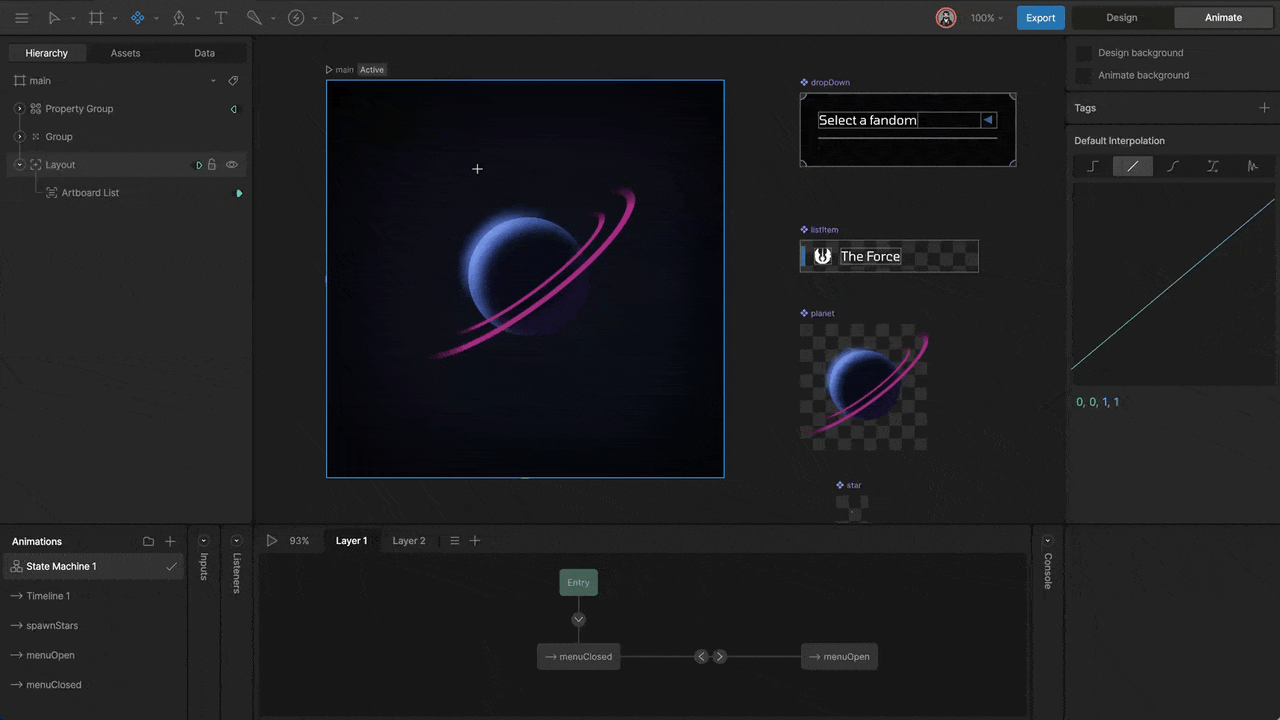 100%
Export
Design
Animate
Hierarchy
Assets
Data
main
Property Group
Group
Layout
Artboard List
main
Active
dropDown
Select a fandom
listItem
The Force
planet
star
Design background
Animate background
Tags
Default Interpolation
0, 0, 1, 1
Animations
State Machine 1
Timeline 1
spawnStars
menuOpen
menuClosed
Inputs
Listeners
93%
Layer 1
Layer 2
Entry
menuClosed
menuOpen
Console